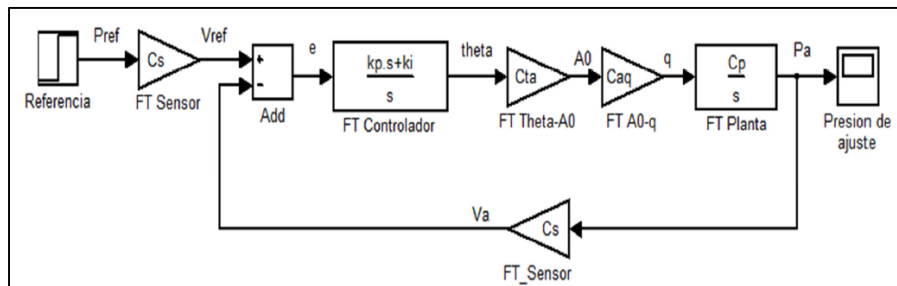 Pref
Cs
Vref
+
-
e
kp.s+ki
s
theta
Cta
A0
Caq
q
Cp
s
Pa
Referencia
FT Sensor
Add
FT Controlador
FT Theta-A0
FT A0-q
FT Planta
Presion de
ajuste
Va
Cs
FT_Sensor